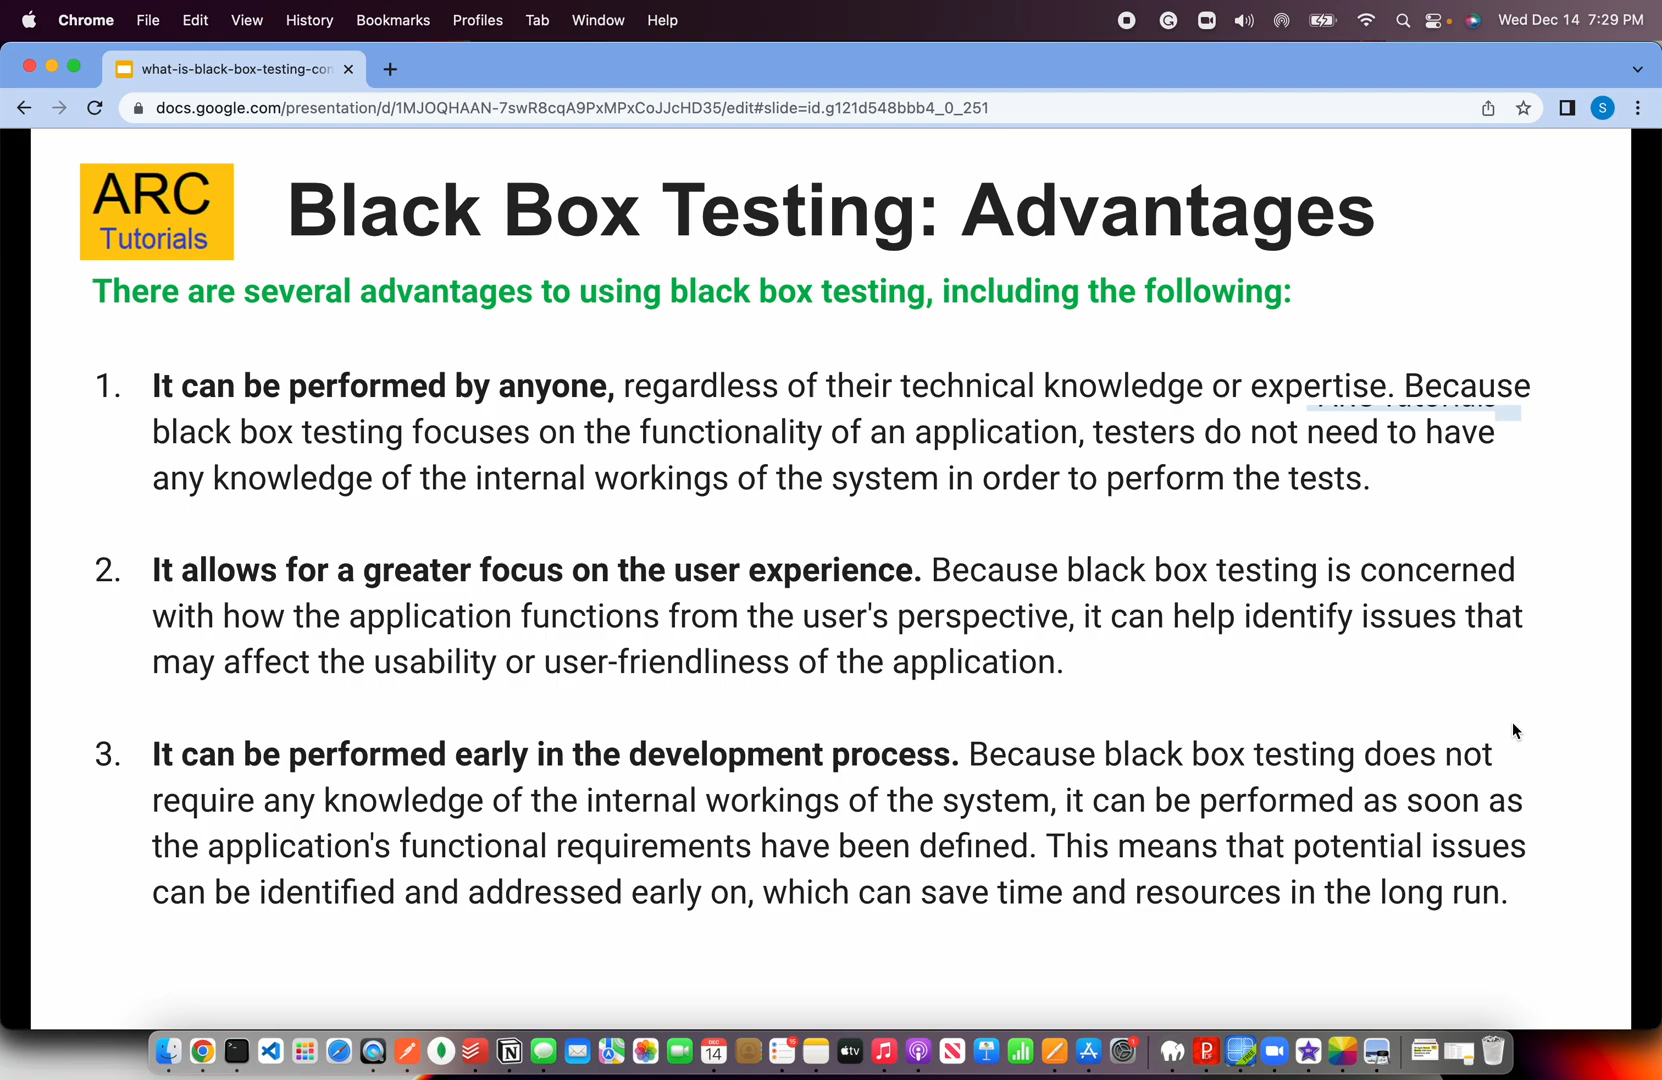 Chrome File Edit View History Bookmarks Profiles Tab Window Help Wed Dec 14 7:29 PM
what-is-black-box-testing-con
docs.google.com/presentation/d/1MJOQHAAN-7swR8cqA9PxMPxCoJJcHD35/edit#slide=id.g121d548bbb4_0_251
S
ARC
Tutorials
Black Box Testing: Advantages
There are several advantages to using black box testing, including the following:
1. It can be performed by anyone, regardless of their technical knowledge or expertise. Because
black box testing focuses on the functionality of an application, testers do not need to have
any knowledge of the internal workings of the system in order to perform the tests.
2. It allows for a greater focus on the user experience. Because black box testing is concerned
with how the application functions from the user's perspective, it can help identify issues that
may affect the usability or user-friendliness of the application.
3. It can be performed early in the development process. Because black box testing does not
require any knowledge of the internal workings of the system, it can be performed as soon as
the application's functional requirements have been defined. This means that potential issues
can be identified and addressed early on, which can save time and resources in the long run.
DEC
14
tv